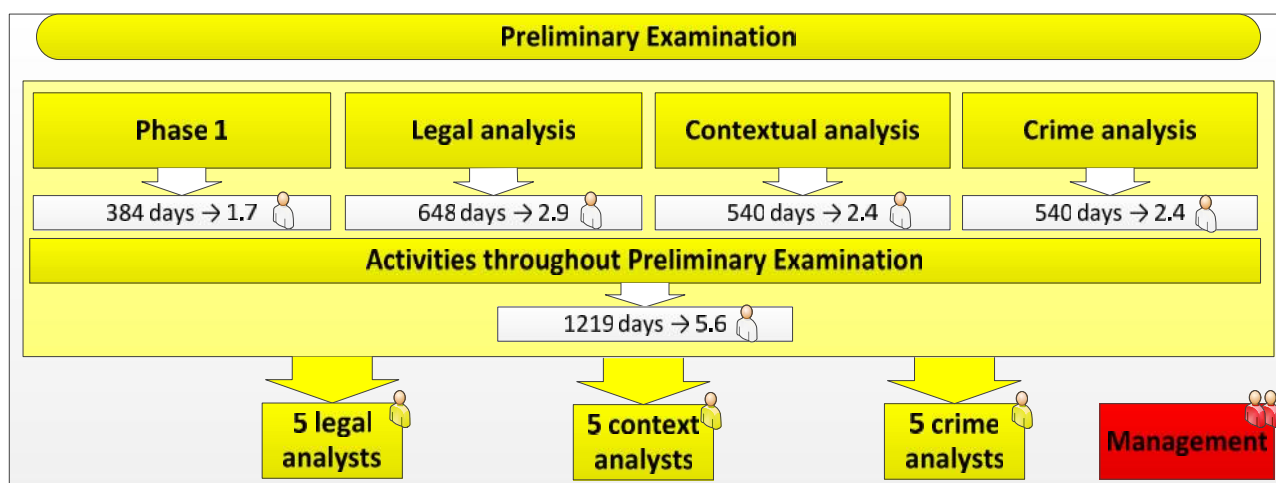 Preliminary Examination
Phase 1
Legal analysis
Contextual analysis
Crime analysis
384 days → 1.7
648 days → 2.9
540 days → 2.4
540 days → 2.4
Activities throughout Preliminary Examination
1219 days → 5.6
5 legal
analysts
5 context
analysts
5 crime
analysts
Management